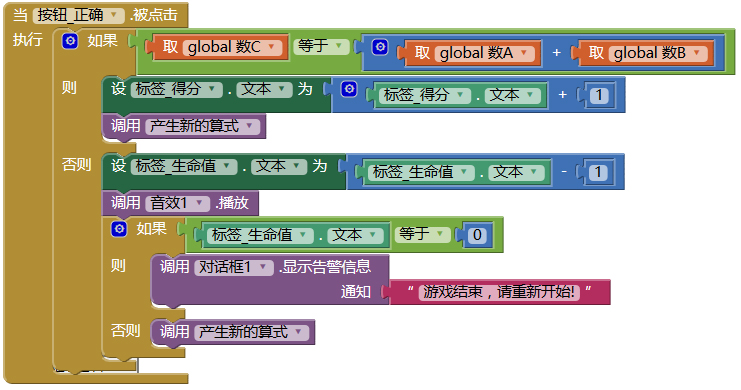 当 按钮_正确 .被点击
执行 如果 取 global 数C 等于 取 global 数A + 取 global 数B
则 设 标签_得分 . 文本 为 标签_得分 . 文本 + 1
调用 产生新的算式
否则 设 标签_生命值 . 文本 为 标签_生命值 . 文本 - 1
调用 音效1 .播放
如果 标签_生命值 . 文本 等于 0
则 调用 对话框1 .显示告警信息
通知 “ 游戏结束，请重新开始! ”
否则 调用 产生新的算式